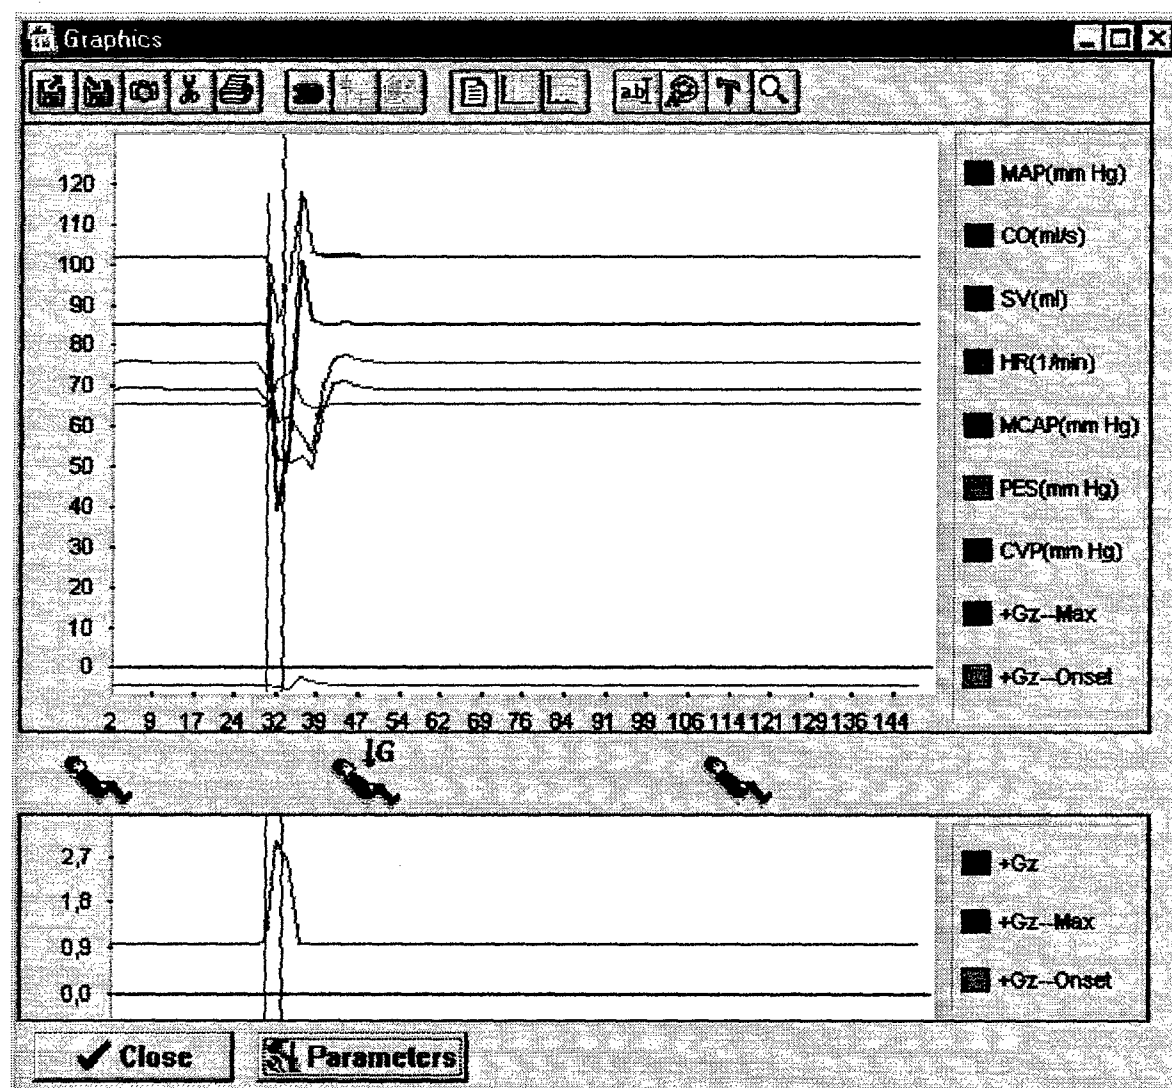 Graphics
ab
120
110
100
90
80
70
60
50
40
30
20
10
0
2 9 17 24 32 39 47 54 62 69 76 84 91 99 106 114 121 129 136 144
MAP(mm Hg)
CO(ml/s)
SV(ml)
HR(1/min)
MCAP(mm Hg)
PES(mm Hg)
CVP(mm Hg)
+Gz--Max
+Gz--Onset
G
2,7
1,8
0,9
0,0
+Gz
+Gz--Max
+Gz--Onset
Close Parameters